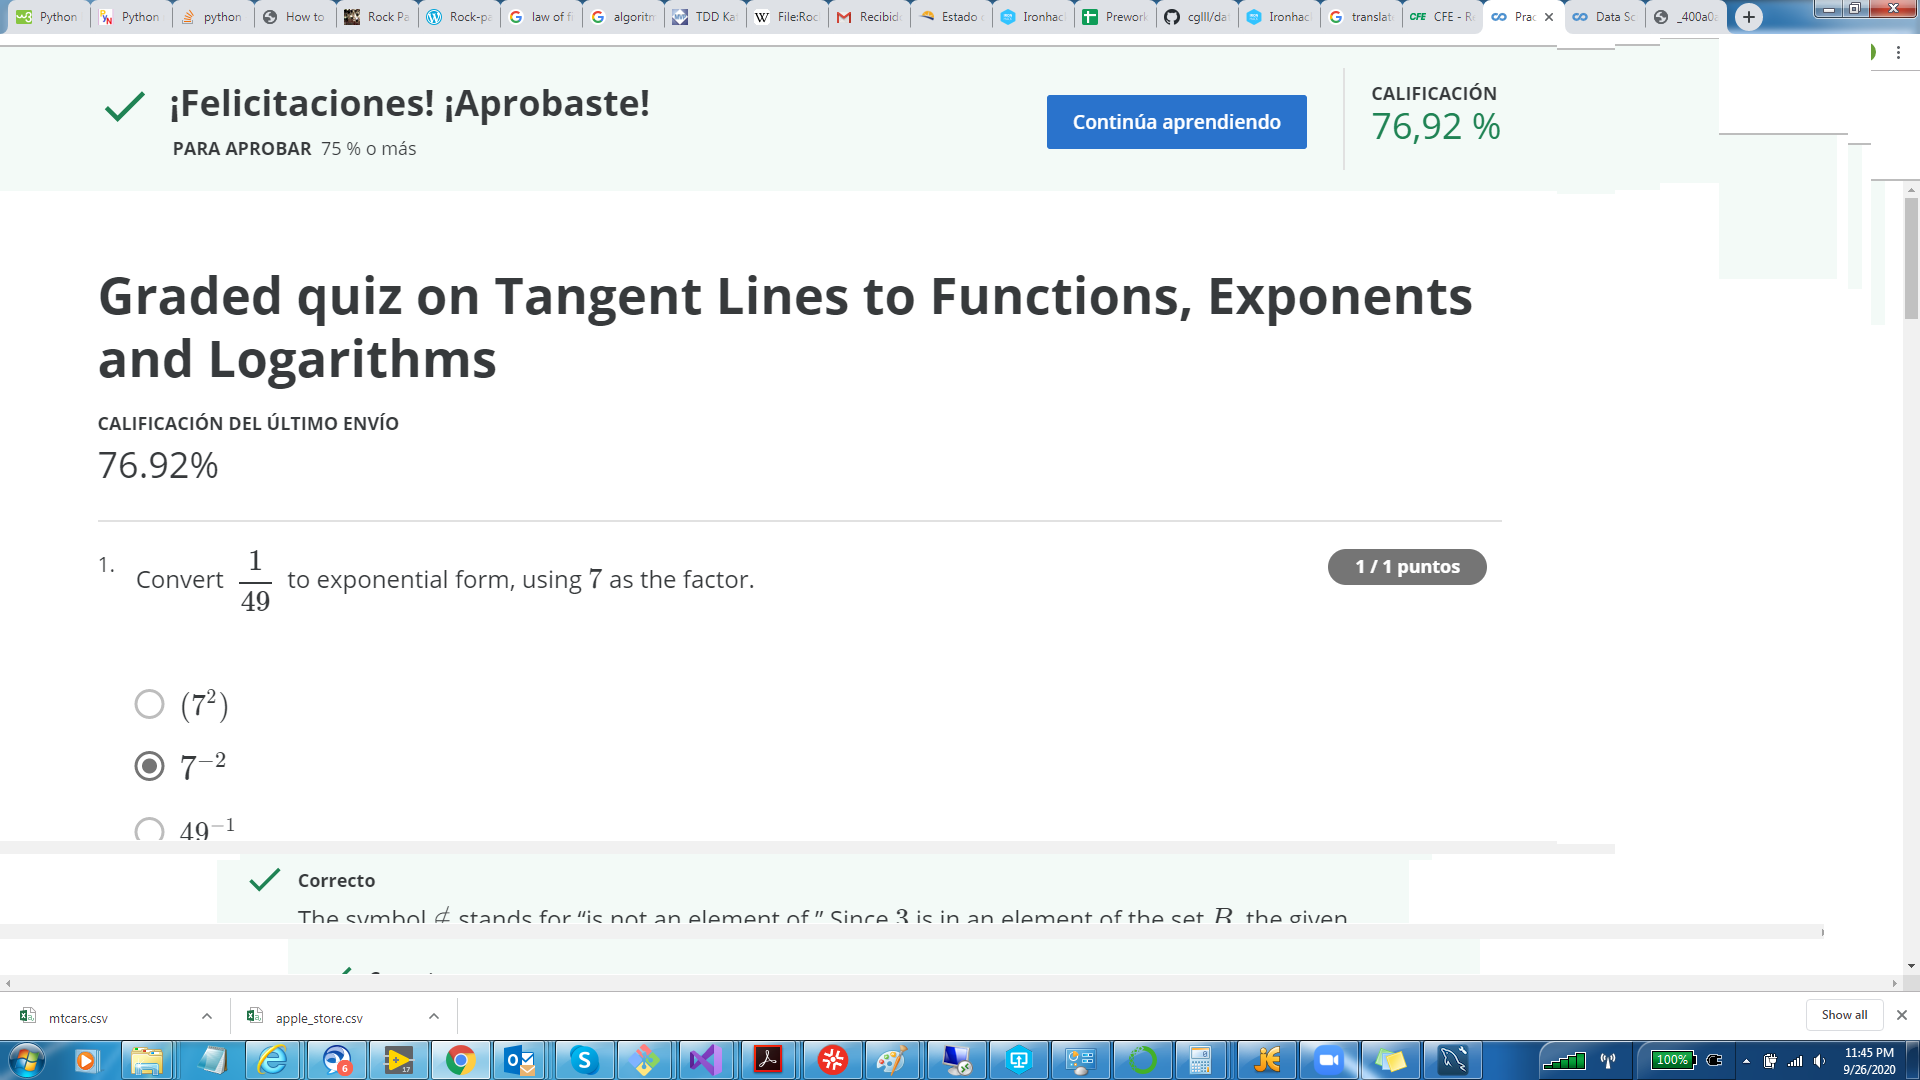 Python
Python
python
How to
Rock Pa
Rock-pa
law of f
algoritn
TDD Ka
File:Roc
Recibid
Estado
Ironhac
Prework
cglll/da
Ironhac
translat
CFE CFE - R
Prac
Data Sc
_400a0
¡Felicitaciones! ¡Aprobaste!
PARA APROBAR 75 % o más
Continúa aprendiendo
CALIFICACIÓN
76,92 %
Graded quiz on Tangent Lines to Functions, Exponents
and Logarithms
CALIFICACIÓN DEL ÚLTIMO ENVÍO
76.92%
1. Convert 1/49 to exponential form, using 7 as the factor.
1 / 1 puntos
(7²)
7⁻²
49⁻¹
Correcto
The symbol ∉ stands for “is not an element of.” Since 3 is in an element of the set B, the given
mtcars.csv
apple_store.csv
Show all
100%
11:45 PM
9/26/2020